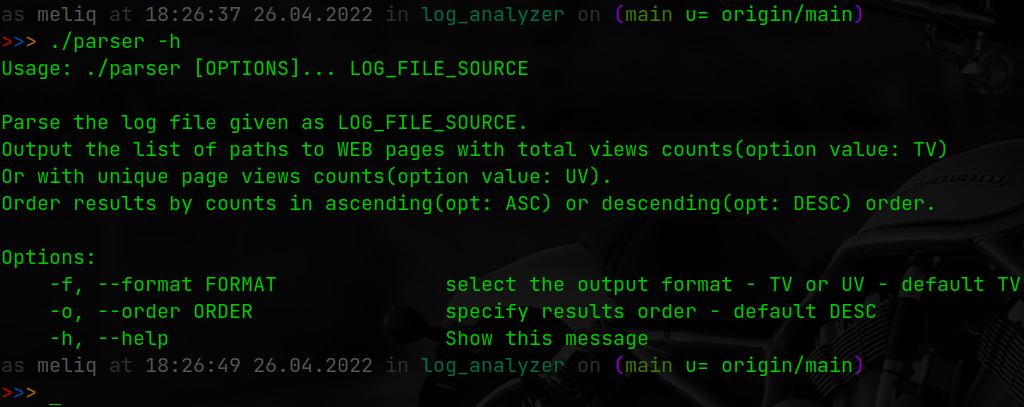 as meliq at 18:26:37 26.04.2022 in log_analyzer on (main u= origin/main)
>>> ./parser -h
Usage: ./parser [OPTIONS]... LOG_FILE_SOURCE
Parse the log file given as LOG_FILE_SOURCE.
Output the list of paths to WEB pages with total views counts(option value: TV)
Or with unique page views counts(option value: UV).
Order results by counts in ascending(opt: ASC) or descending(opt: DESC) order.
Options:
    -f, --format FORMAT              select the output format - TV or UV - default TV
    -o, --order ORDER                specify results order - default DESC
    -h, --help                       Show this message
as meliq at 18:26:49 26.04.2022 in log_analyzer on (main u= origin/main)
>>> _